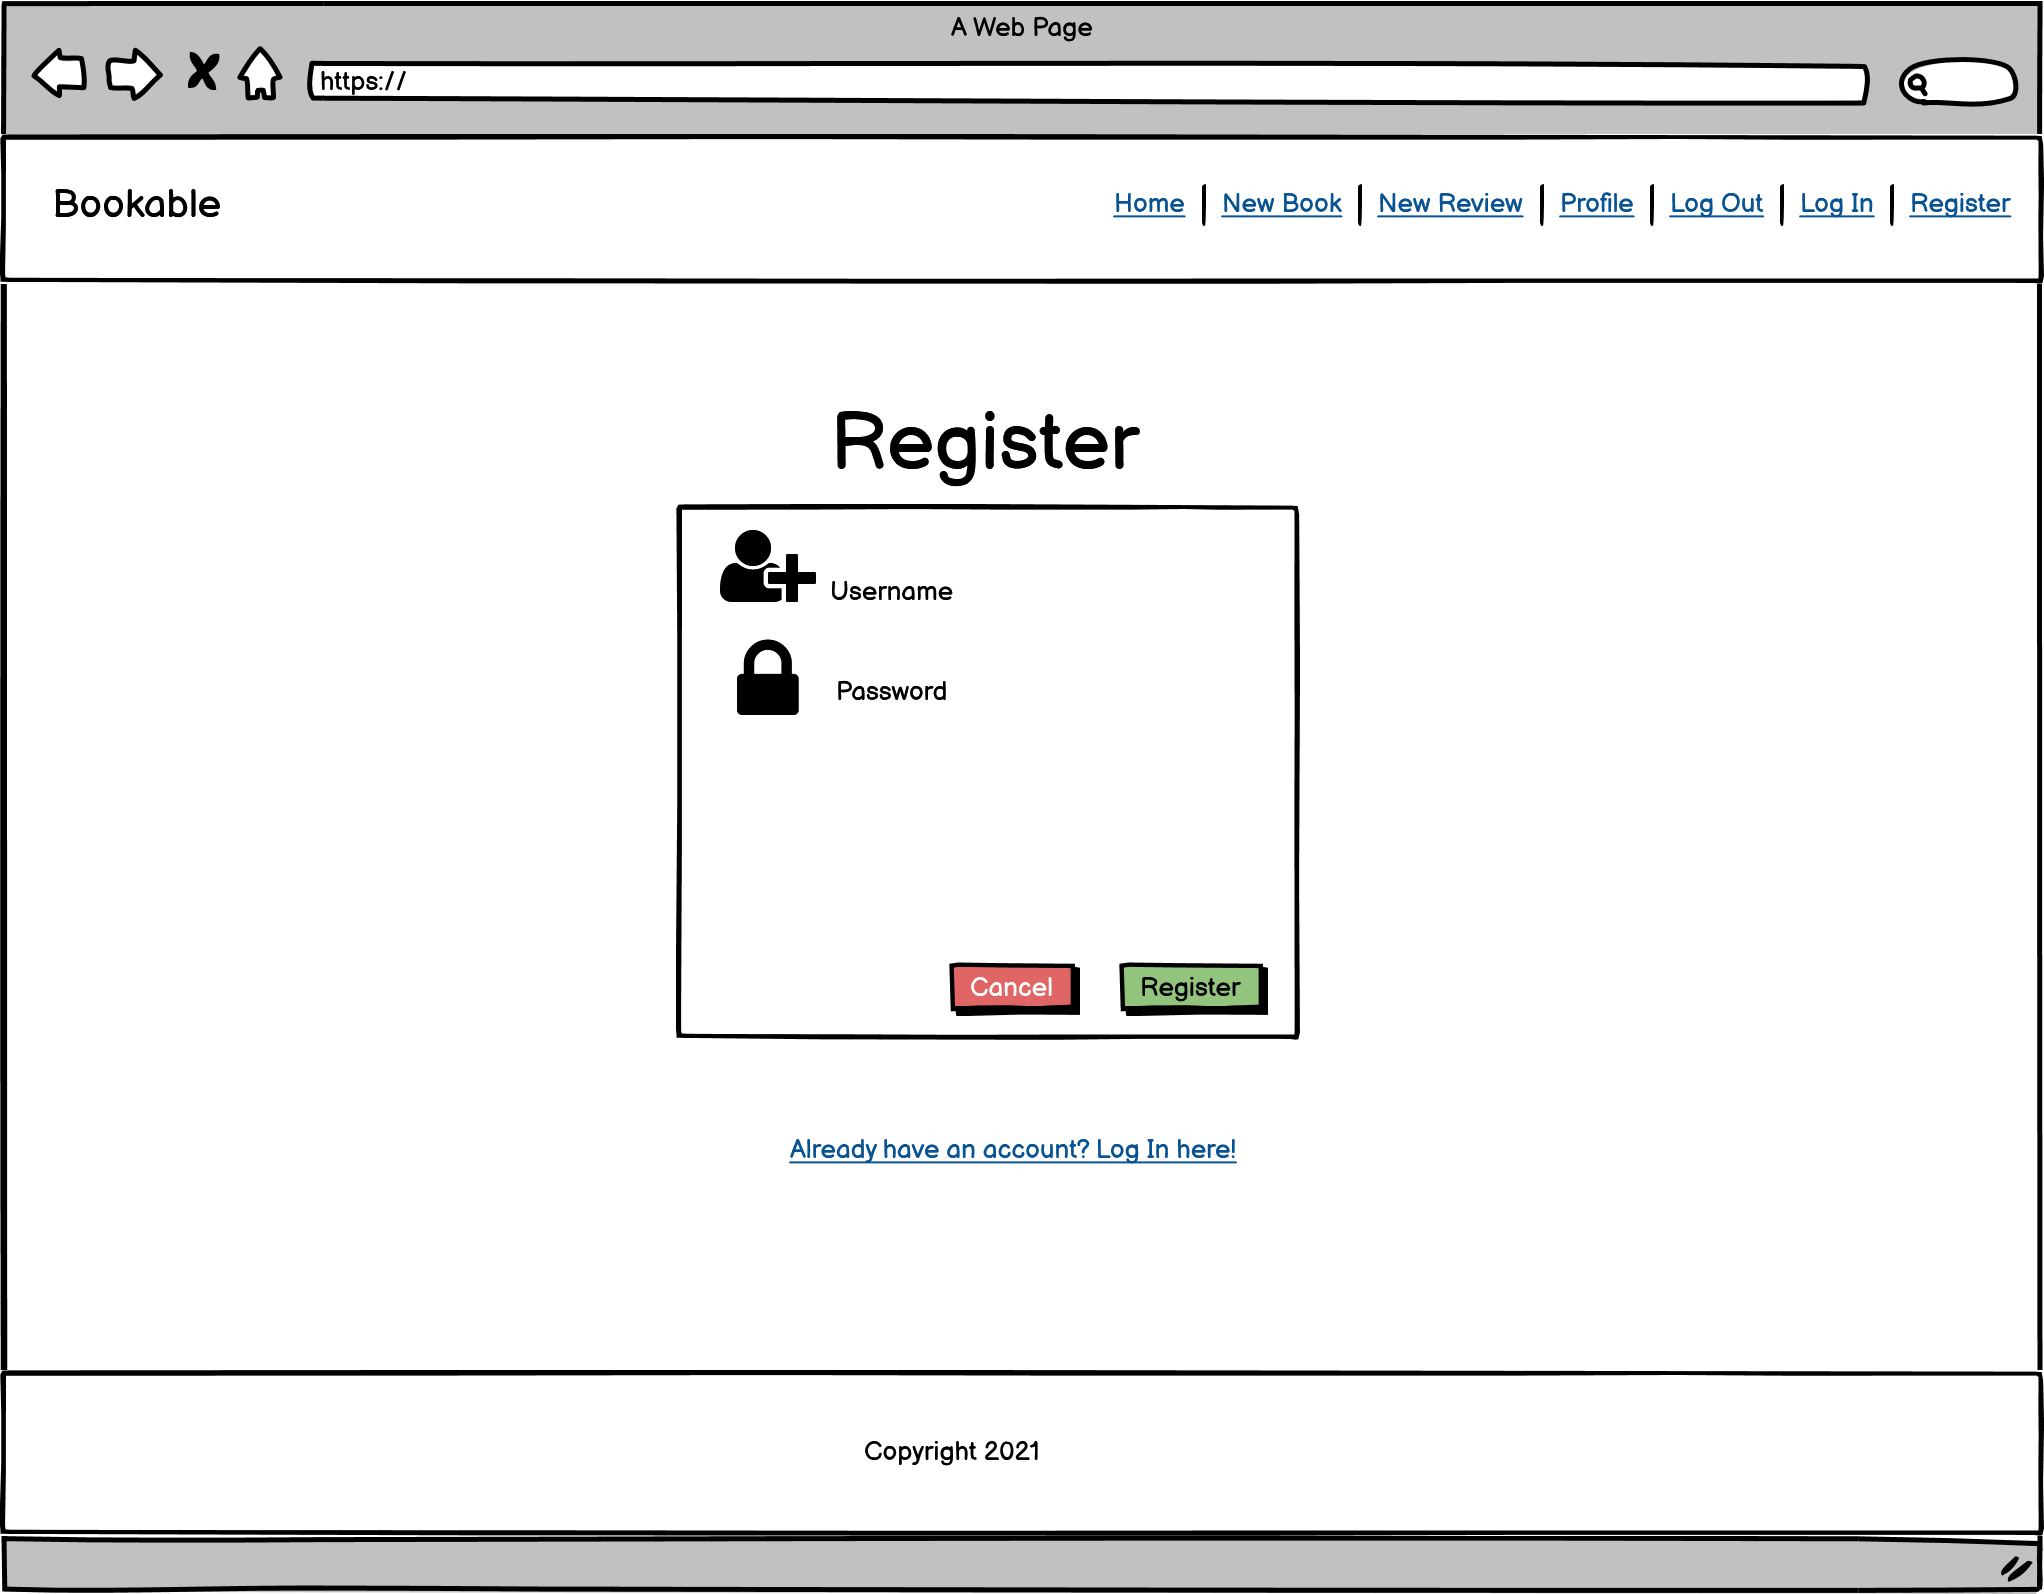 A Web Page
https://
Bookable
Home New Book New Review Profile Log Out Log In Register
Register
Username
Password
Cancel Register
Already have an account? Log In here!
Copyright 2021